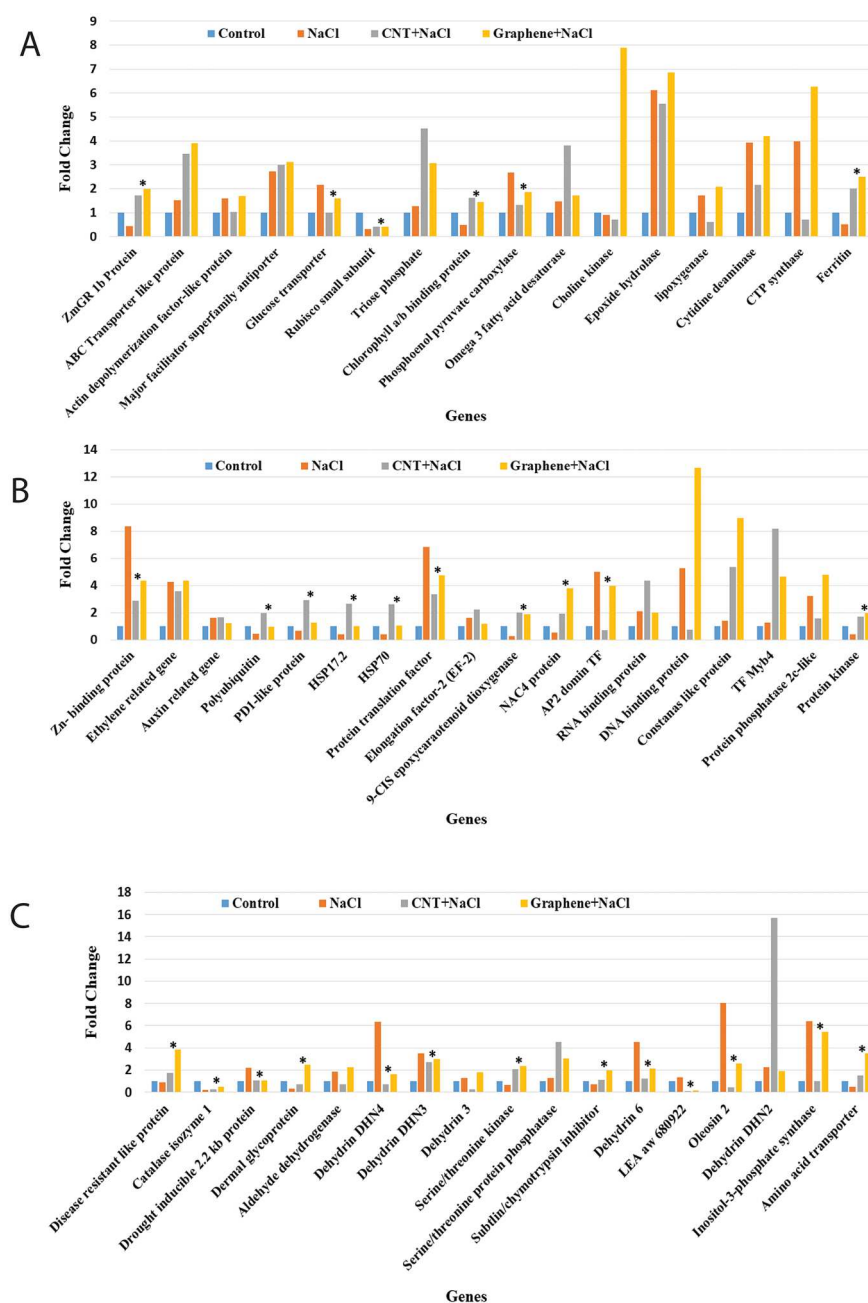 A
Control NaCl CNT+NaCl Graphene+NaCl
Fold Change
9
8
7
6
5
4
3
2
1
0
* * * * * *
ZmGR 1b Protein
ABC Transporter like protein
Actin depolymerization factor-like protein
Major facilitator superfamily antiporter
Glucose transporter
Rubisco small subunit
Triose phosphate
Chlorophyll a/b binding protein
Phosphoenol pyruvate carboxylase
Omega 3 fatty acid desaturase
Choline kinase
Epoxide hydrolase
lipoxygenase
Cytidine deaminase
CTP synthase
Ferritin
Genes
B
Control NaCl CNT+NaCl Graphene+NaCl
Fold Change
14
12
10
8
6
4
2
0
* * * * * * * * * *
Zn- binding protein
Ethylene related gene
Auxin related gene
Polyubiquitin
PD1-like protein
HSP17.2
HSP70
Protein translation factor
Elongation factor-2 (EF-2)
9-CIS epoxycaraotenoid dioxygenase
NAC4 protein
AP2 domin TF
RNA binding protein
DNA binding protein
Constanas like protein
TF Myb4
Protein phosphatase 2c-like
Protein kinase
Genes
C
Control NaCl CNT+NaCl Graphene+NaCl
Fold Change
18
16
14
12
10
8
6
4
2
0
* * * * * * * * * * * * *
Disease resistant like protein
Catalase isozyme 1
Drought inducible 2.2 kb protein
Dermal glycoprotein
Aldehyde dehydrogenase
Dehydrin DHN4
Dehydrin DHN3
Dehydrin 3
Serine/threonine kinase
Serine/threonine protein phosphatase
Subtlin/chymotrypsin inhibitor
Dehydrin 6
LEA aw 680922
Oleosin 2
Dehydrin DHN2
Inositol-3-phosphate synthase
Amino acid transporter
Genes